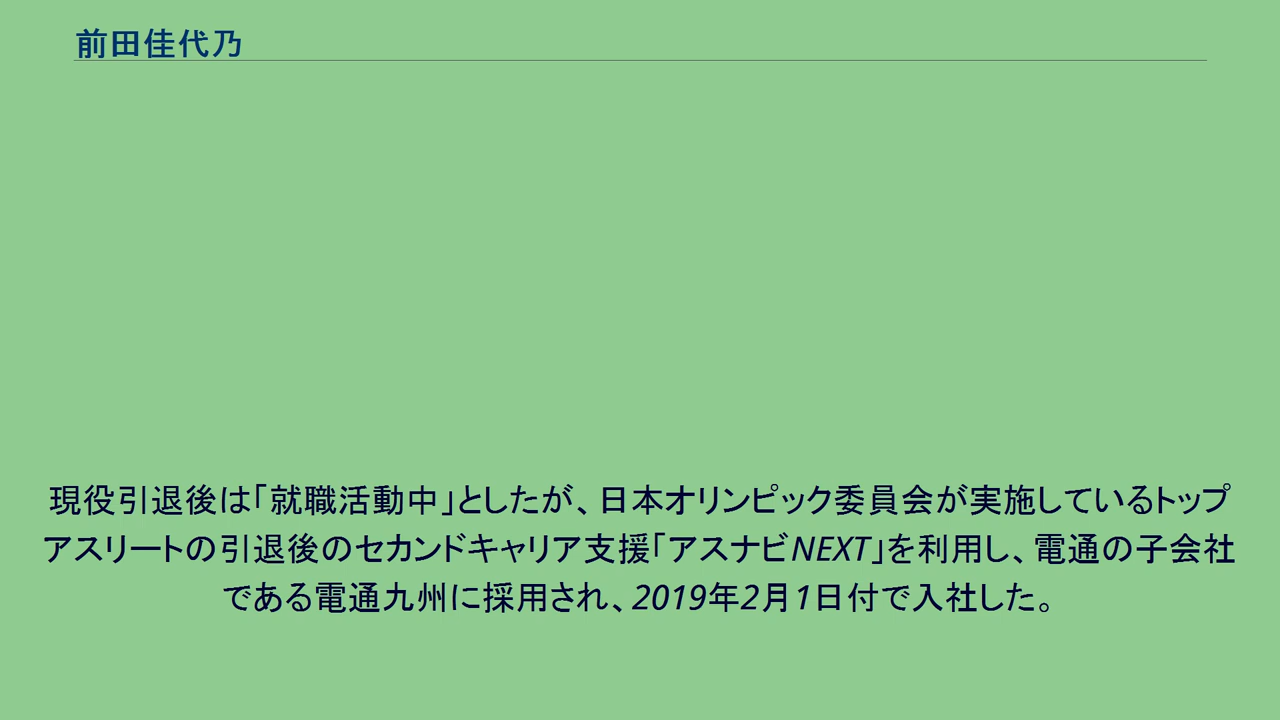 前田佳代乃
現役引退後は「就職活動中」としたが、日本オリンピック委員会が実施しているトップ
アスリートの引退後のセカンドキャリア支援「アスナビNEXT」を利用し、電通の子会社
である電通九州に採用され、2019年2月1日付で入社した。